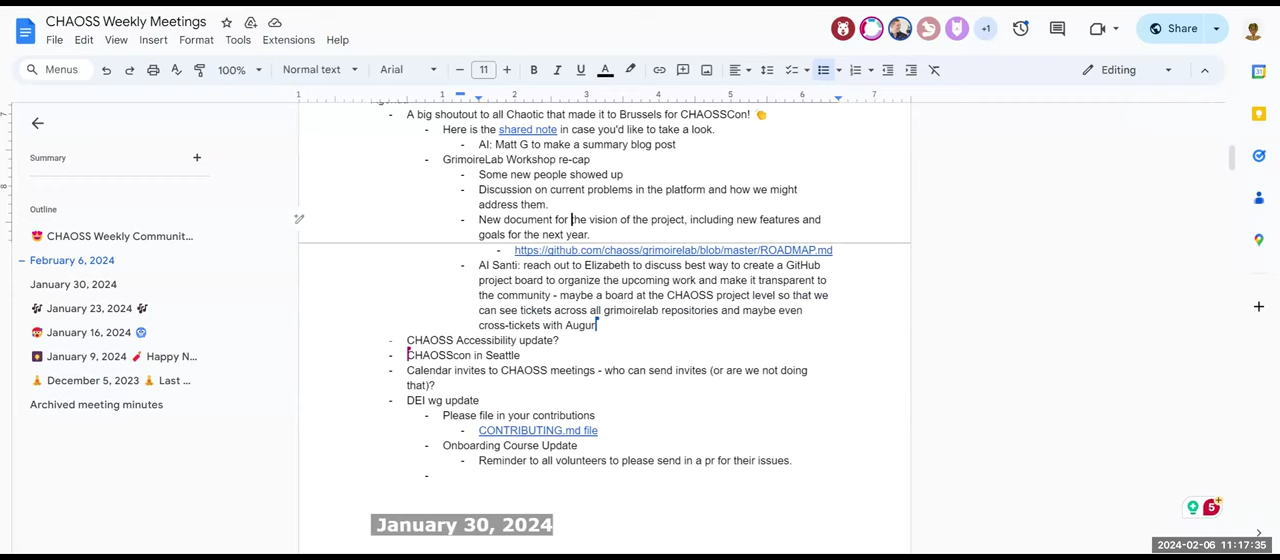 CHAOSS Weekly Meetings
File Edit View Insert Format Tools Extensions Help
+1
Share
Menus
100%
Normal text
Arial
11
Editing
1 1 2 3 4 5 6 7
8
Summary
Outline
CHAOSS Weekly Communit...
February 6, 2024
January 30, 2024
January 23, 2024
January 16, 2024
January 9, 2024 Happy N...
December 5, 2023 Last ...
Archived meeting minutes
- A big shoutout to all Chaotic that made it to Brussels for CHAOSSCon!
- Here is the shared note in case you'd like to take a look.
- AI: Matt G to make a summary blog post
- GrimoireLab Workshop re-cap
- Some new people showed up
- Discussion on current problems in the platform and how we might
address them.
- New document for the vision of the project, including new features and
goals for the next year.
- https://github.com/chaoss/grimoirelab/blob/master/ROADMAP.md
- AI Santi: reach out to Elizabeth to discuss best way to create a GitHub
project board to organize the upcoming work and make it transparent to
the community - maybe a board at the CHAOSS project level so that we
can see tickets across all grimoirelab repositories and maybe even
cross-tickets with Augur
- CHAOSS Accessibility update?
- CHAOSScon in Seattle
- Calendar invites to CHAOSS meetings - who can send invites (or are we not doing
that)?
- DEI wg update
- Please file in your contributions
- CONTRIBUTING.md file
- Onboarding Course Update
- Reminder to all volunteers to please send in a pr for their issues.
-
January 30, 2024
5
2024-02-06 11:17:35